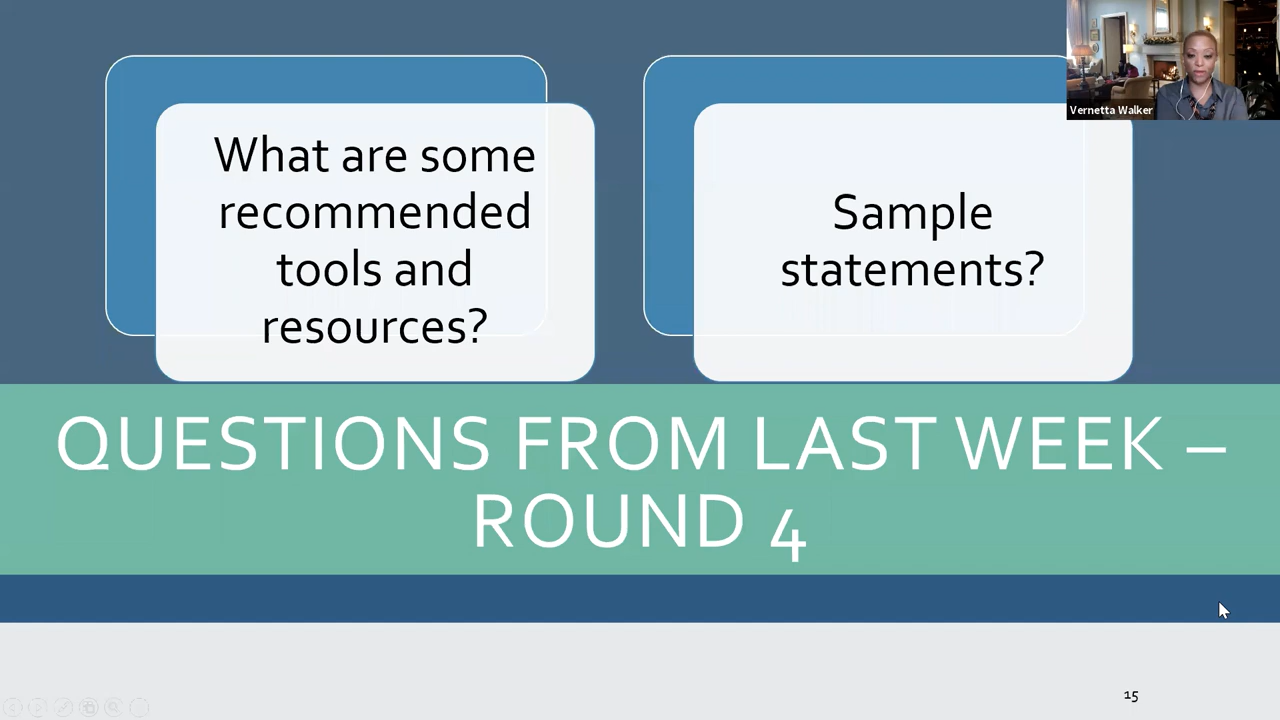 What are some
recommended
tools and
resources?
Sample
statements?
Vernetta Walker
QUESTIONS FROM LAST WEEK –
ROUND 4
15